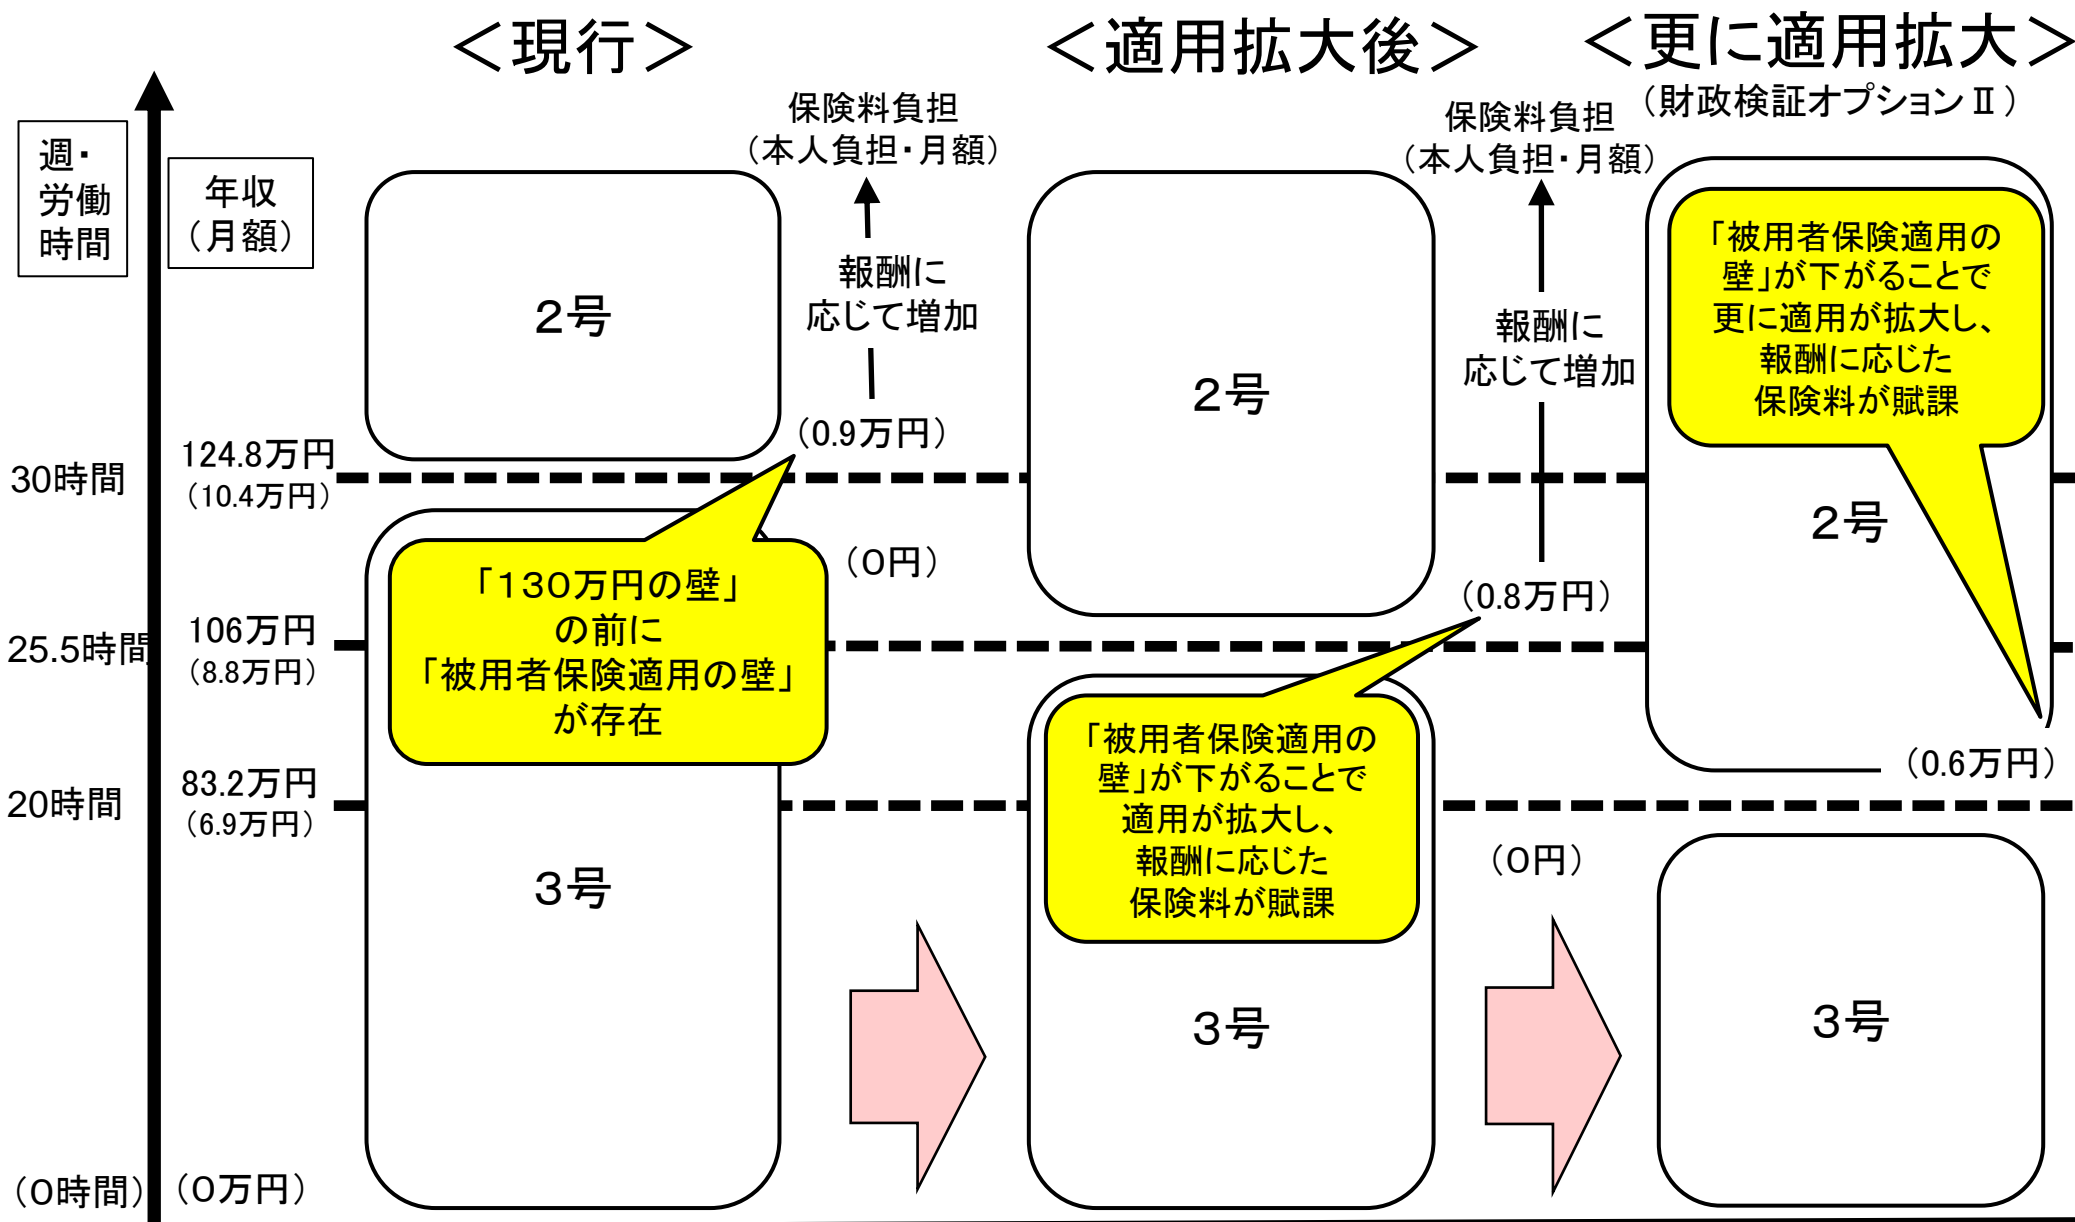 ＜現行＞
＜適用拡大後＞
＜更に適用拡大＞
（財政検証オプションⅡ）
週・
労働
時間
年収
（月額）
保険料負担
（本人負担・月額）
報酬に
応じて増加
（0.9万円）
2号
保険料負担
（本人負担・月額）
報酬に
応じて増加
2号
「被用者保険適用の
壁」が下がることで
更に適用が拡大し、
報酬に応じた
保険料が賦課
2号
30時間
124.8万円
（10.4万円）
「130万円の壁」
の前に
「被用者保険適用の壁」
が存在
（0円）
（0.8万円）
25.5時間
106万円
（8.8万円）
「被用者保険適用の
壁」が下がることで
適用が拡大し、
報酬に応じた
保険料が賦課
（0.6万円）
20時間
83.2万円
（6.9万円）
（0円）
3号
3号
3号
（0時間）
（0万円）